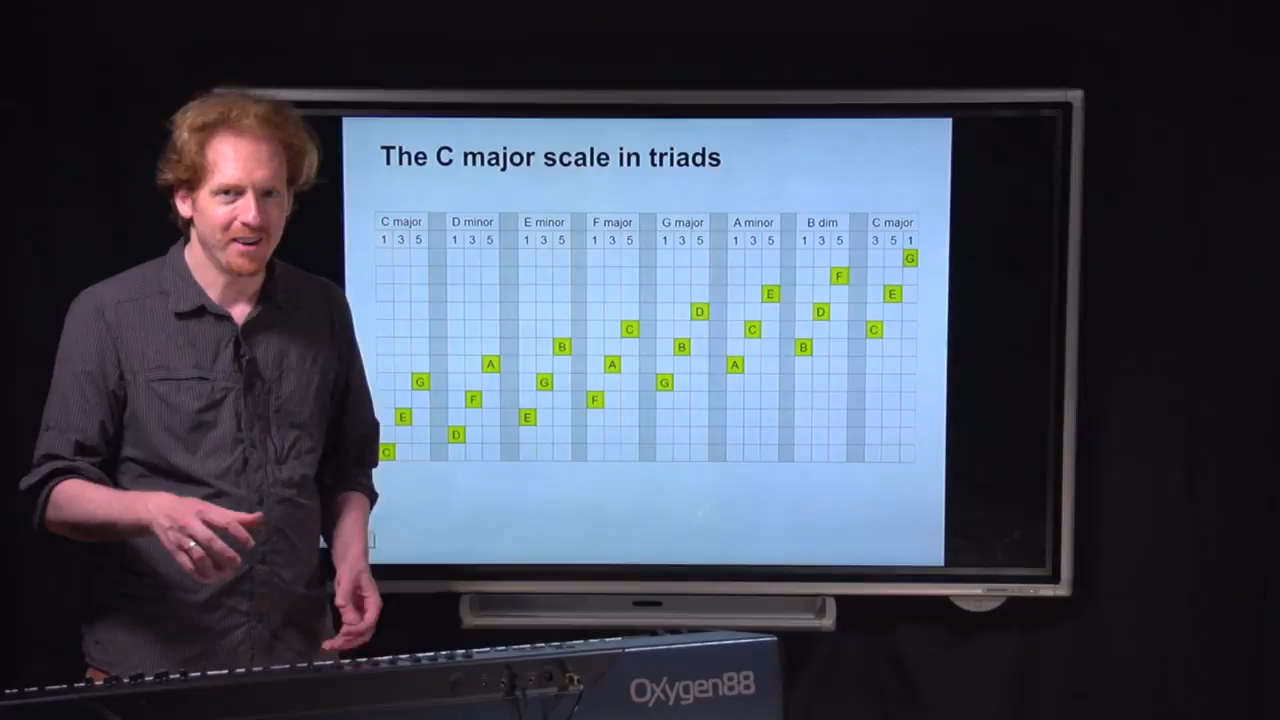 The C major scale in triads
C major D minor E minor F major G major A minor B dim C major
1 3 5 1 3 5 1 3 5 1 3 5 1 3 5 1 3 5 1 3 5 3 5 1
G
F
E E
D D
C C C
B B B
A A A
G G G
F F
E E
D
C
Oxygen88